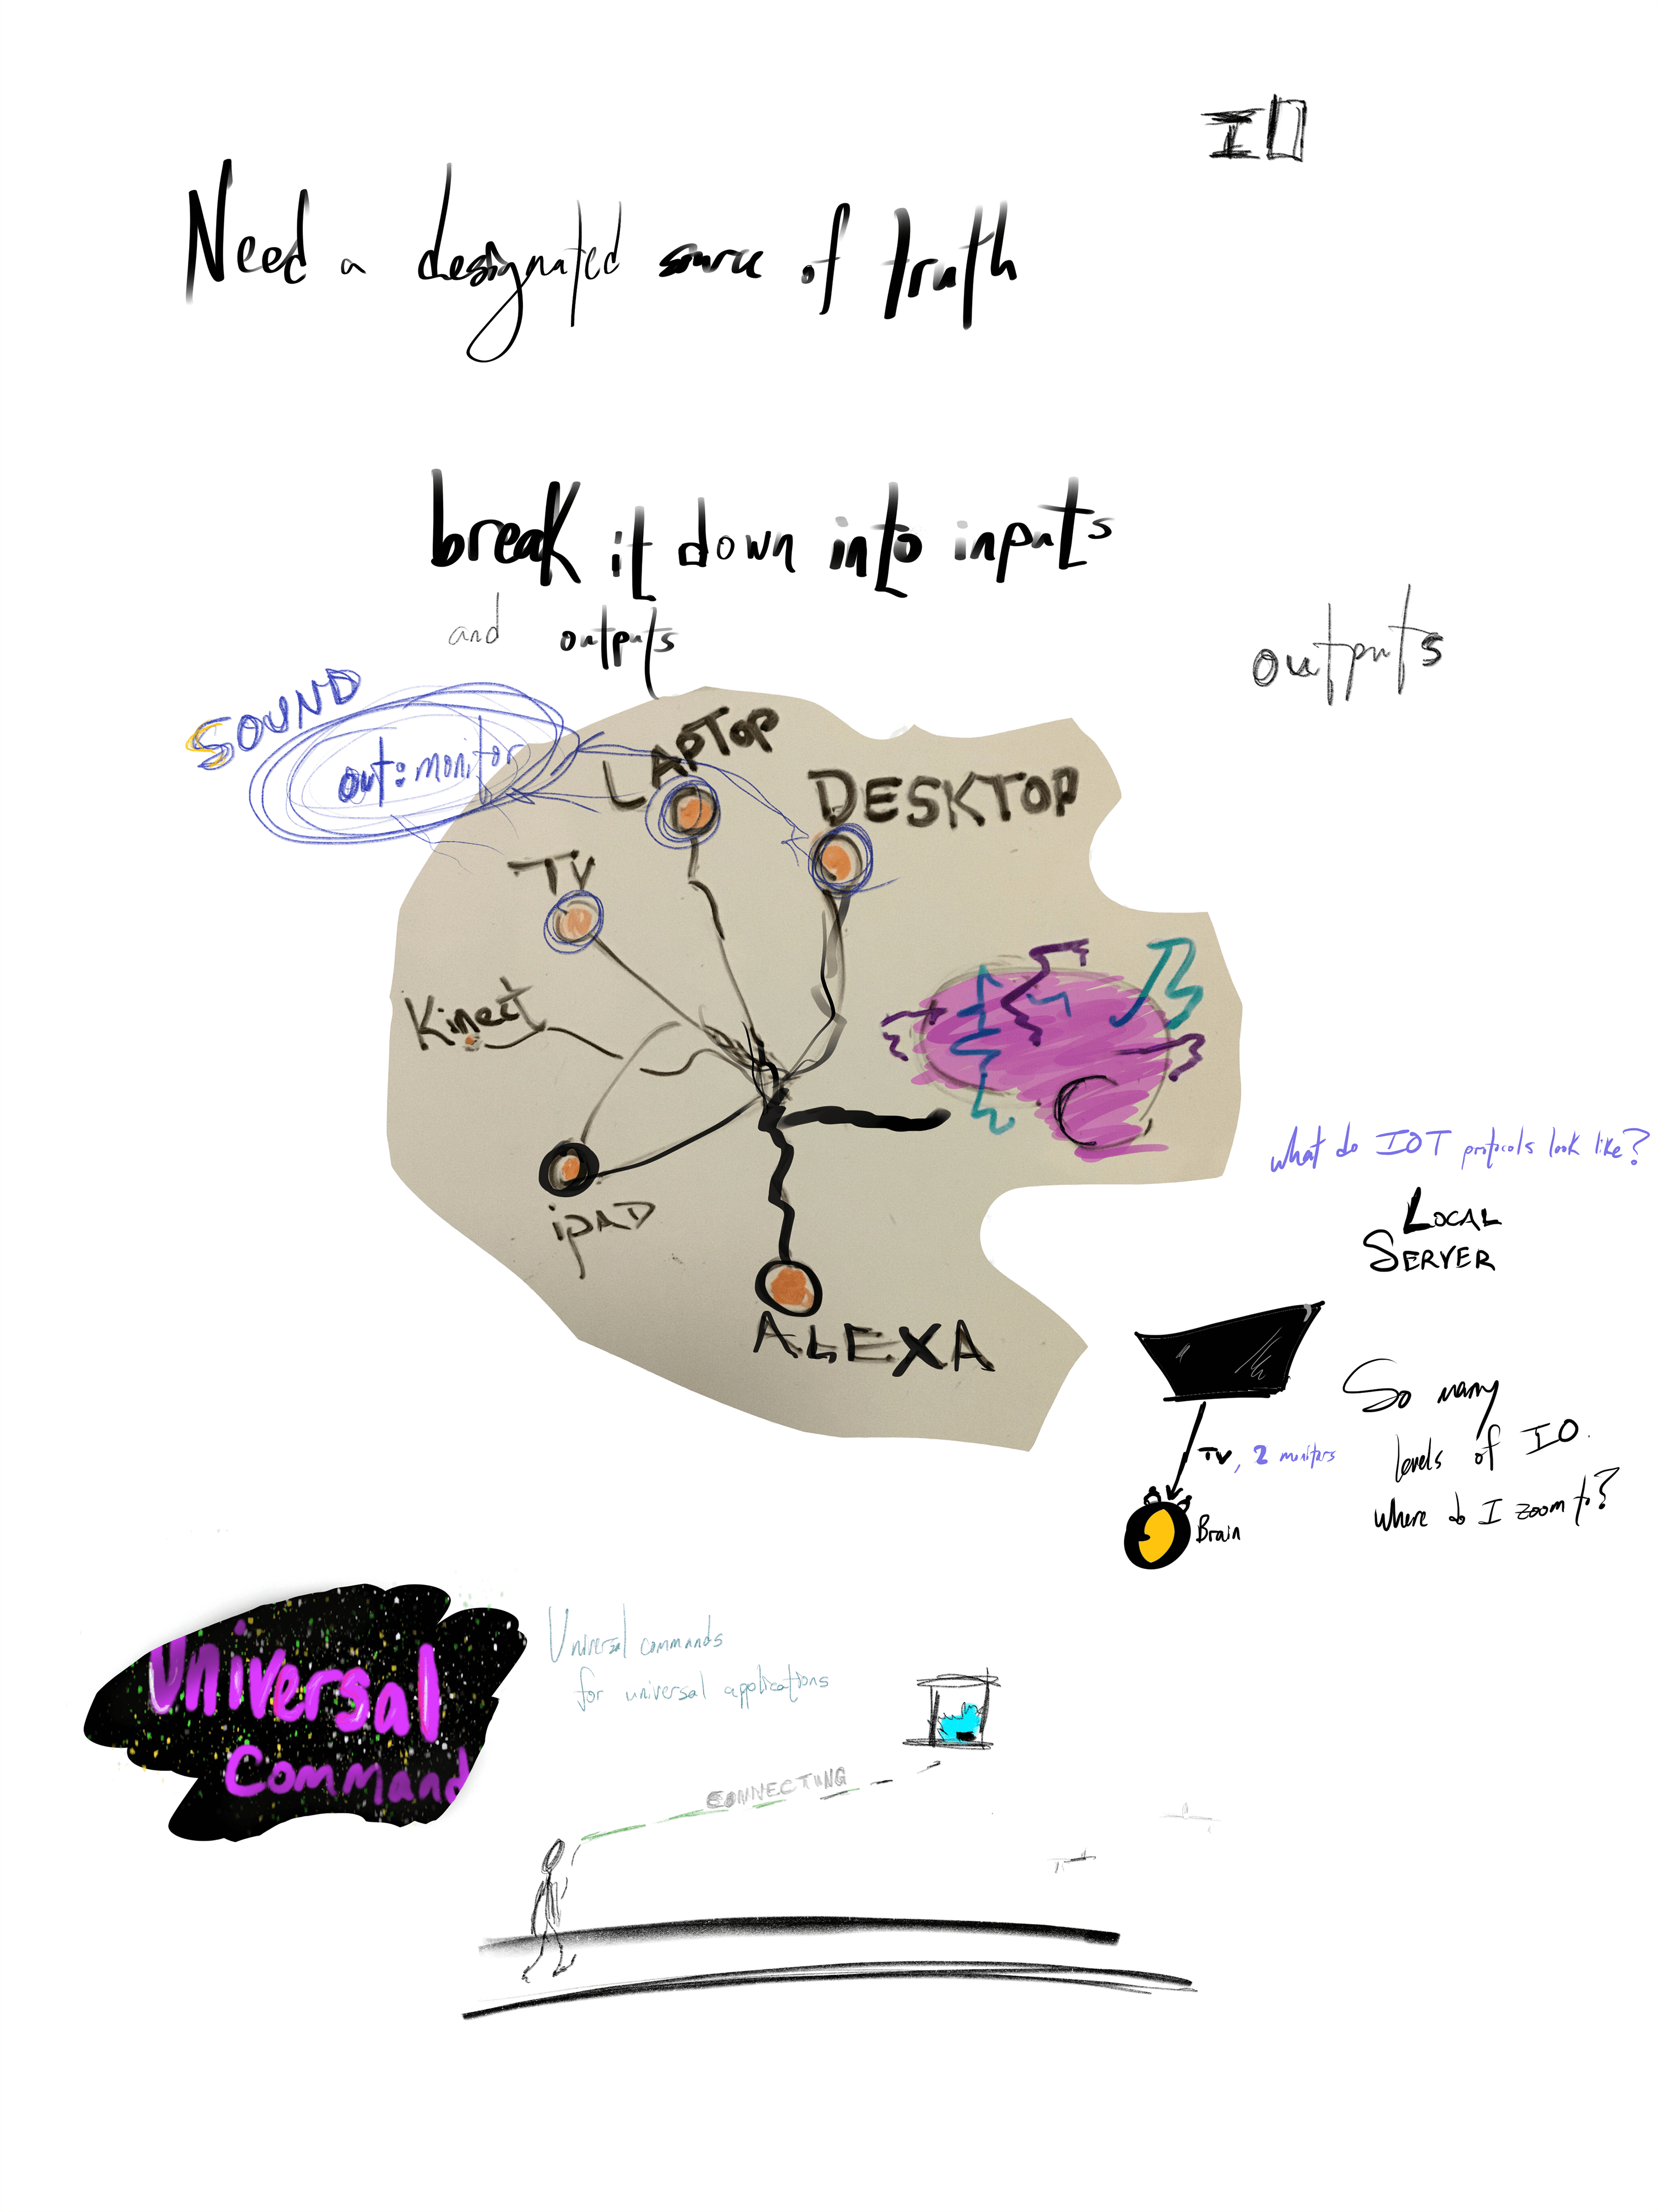 IO
Need a designated source of truth
break it down into inputs
and outputs
outputs
SOUND
out: monitor
LAPTOP
DESKTOP
TV
Kinect
iPAD
ALEXA
what do IOT protocols look like?
LOCAL
SERVER
So many
levels of IO.
where do I zoom to?
TV, 2 monitors
Brain
Universal
Command
Universal commands
for universal applications
CONNECTING